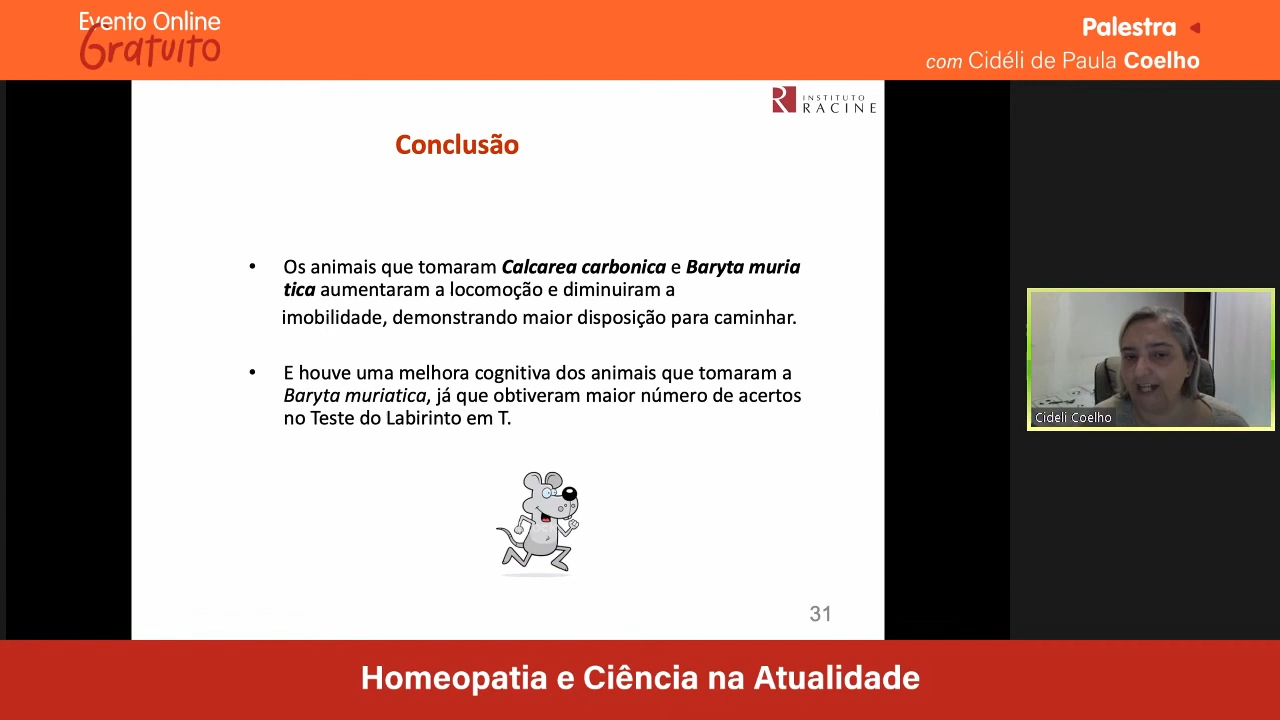 Evento Online
Gratuito
Palestra
com Cidéli de Paula Coelho
INSTITUTO
RACINE
Conclusão
• Os animais que tomaram Calcarea carbonica e Baryta muria
tica aumentaram a locomoção e diminuiram a
imobilidade, demonstrando maior disposição para caminhar.
• E houve uma melhora cognitiva dos animais que tomaram a
Baryta muriatica, já que obtiveram maior número de acertos
no Teste do Labirinto em T.
Cideli Coelho
31
Homeopatia e Ciência na Atualidade